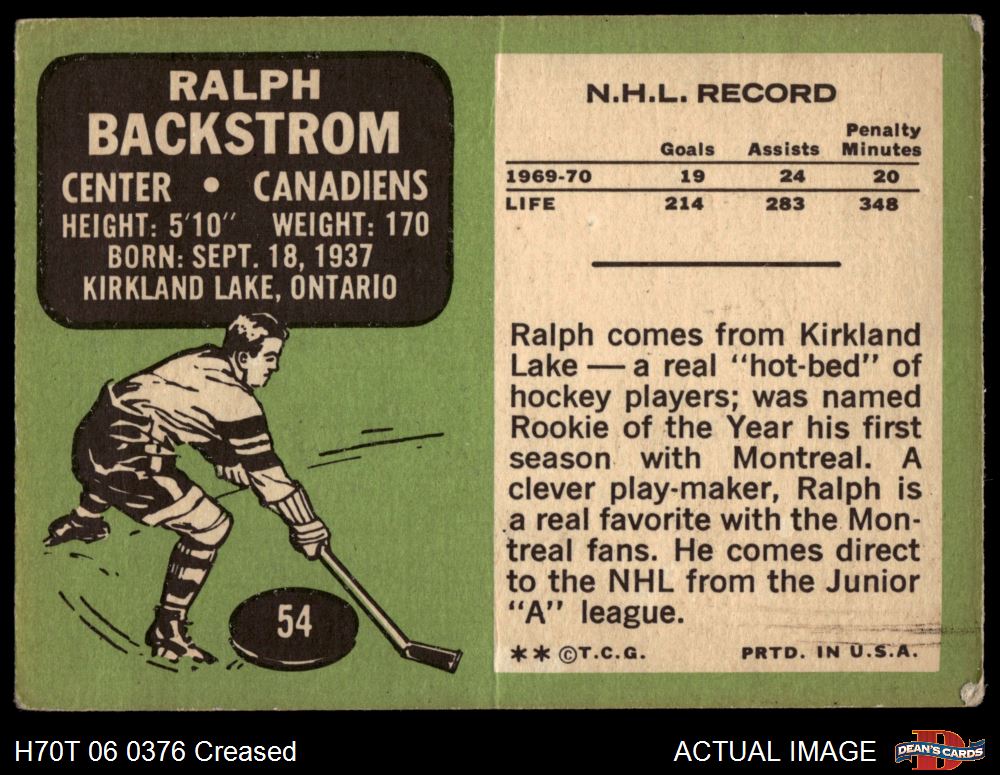 RALPH
BACKSTROM
CENTER • CANADIENS
HEIGHT: 5'10" WEIGHT: 170
BORN: SEPT. 18, 1937
KIRKLAND LAKE, ONTARIO
54
N.H.L. RECORD
Goals Assists Penalty Minutes
1969-70 19 24 20
LIFE 214 283 348
Ralph comes from Kirkland
Lake — a real "hot-bed" of
hockey players; was named
Rookie of the Year his first
season with Montreal. A
clever play-maker, Ralph is
a real favorite with the Mon-
treal fans. He comes direct
to the NHL from the Junior
"A" league.
** ©T.C.G. PRTD. IN U.S.A.
H70T 06 0376 Creased
ACTUAL IMAGE
D
DEAN'S CARDS